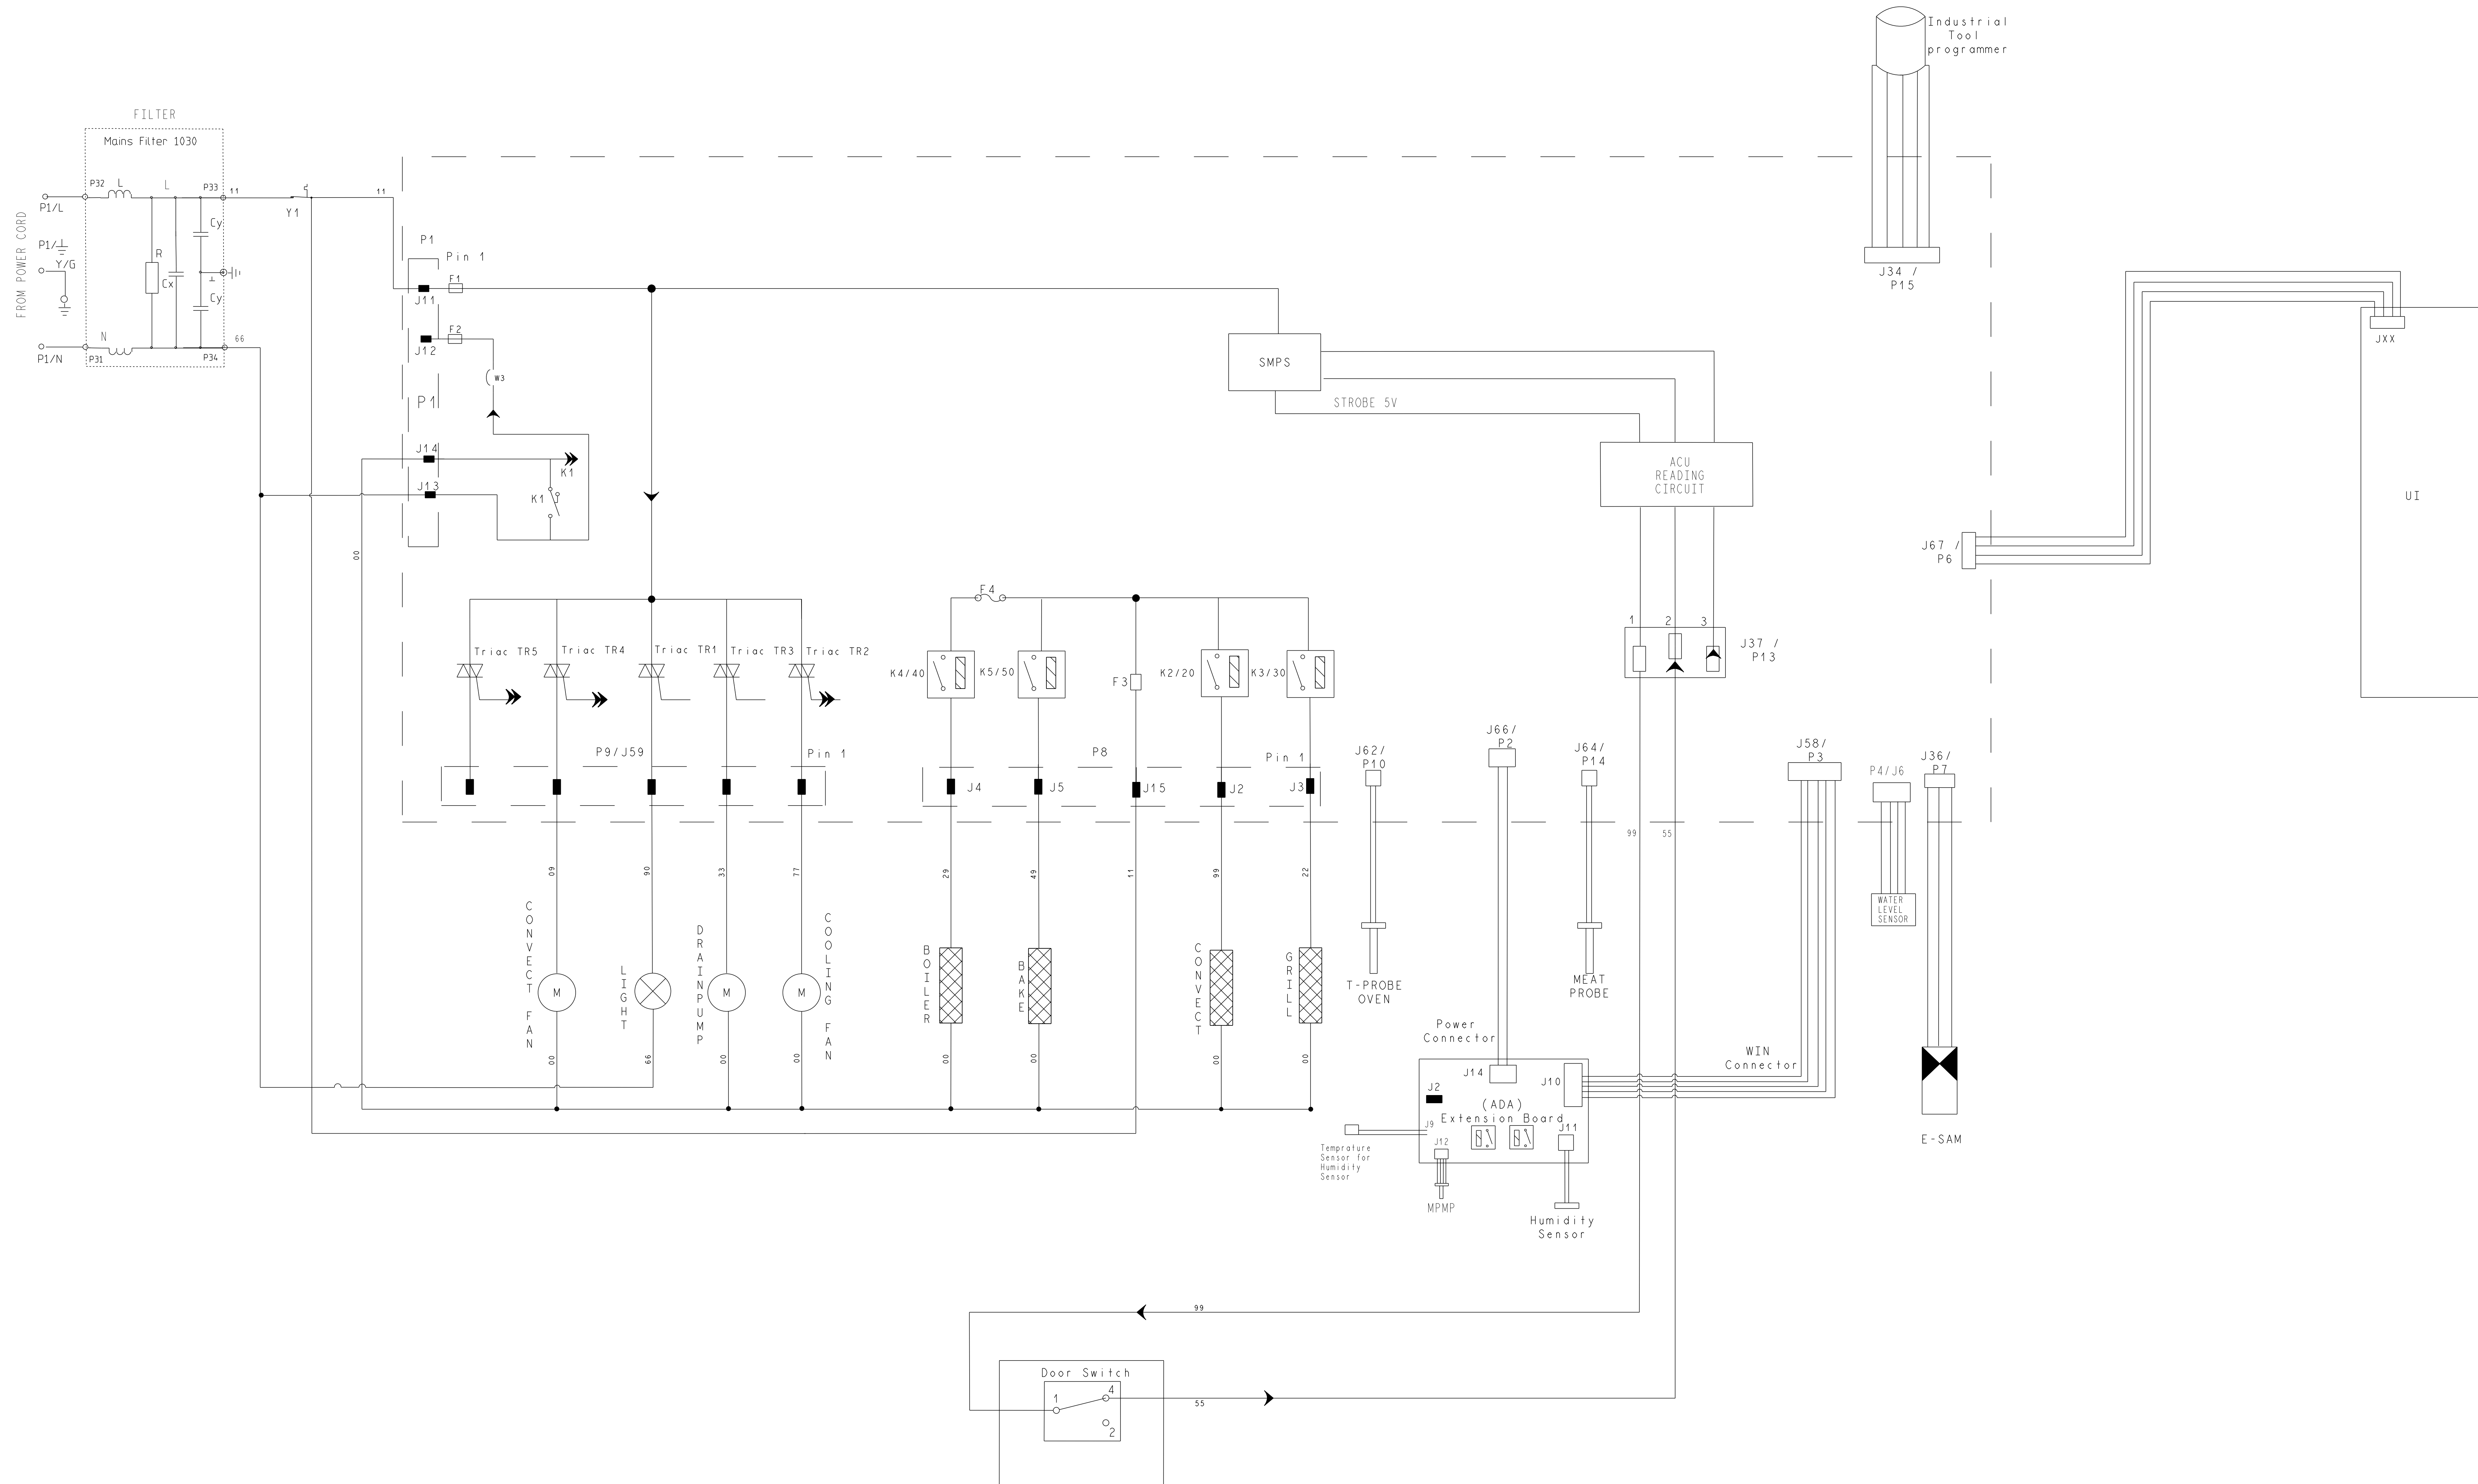 Industrial
Tool
programmer
FILTER
Mains Filter 1030
FROM POWER CORD
P32
L
L
P33
11
11
P1/L
Y1
Cy
P1/
Y/G
R
Cx
Cy
N
66
P1/N
P31
P34
P1
Pin 1
F1
J11
F2
J12
W3
P1
J14
K1
J13
K1
00
SMPS
STROBE 5V
ACU
READING
CIRCUIT
J34 /
P15
JXX
UI
J67 /
P6
F4
Triac TR5
Triac TR4
Triac TR1
Triac TR3
Triac TR2
K4/40
K5/50
F3
K2/20
K3/30
1
2
3
J37 /
P13
P9/J59
Pin 1
P8
Pin 1
J4
J5
J15
J2
J3
J62/
P10
J66/
P2
J64/
P14
J58/
P3
P4/J6
J36/
P7
99
55
09
90
33
77
29
49
11
99
22
CONVECT FAN
LIGHT
DRAINPUMP
COOLING FAN
BOILER
BAKE
CONVECT
GRILL
M
M
M
00
66
00
00
00
00
00
00
T-PROBE
OVEN
MEAT
PROBE
WATER
LEVEL
SENSOR
Power
Connector
WIN
Connector
J14
J10
J2
(ADA)
Extension Board
J9
J12
J11
Temprature
Sensor for
Humidity
Sensor
MPMP
Humidity
Sensor
E-SAM
99
Door Switch
1
4
2
55